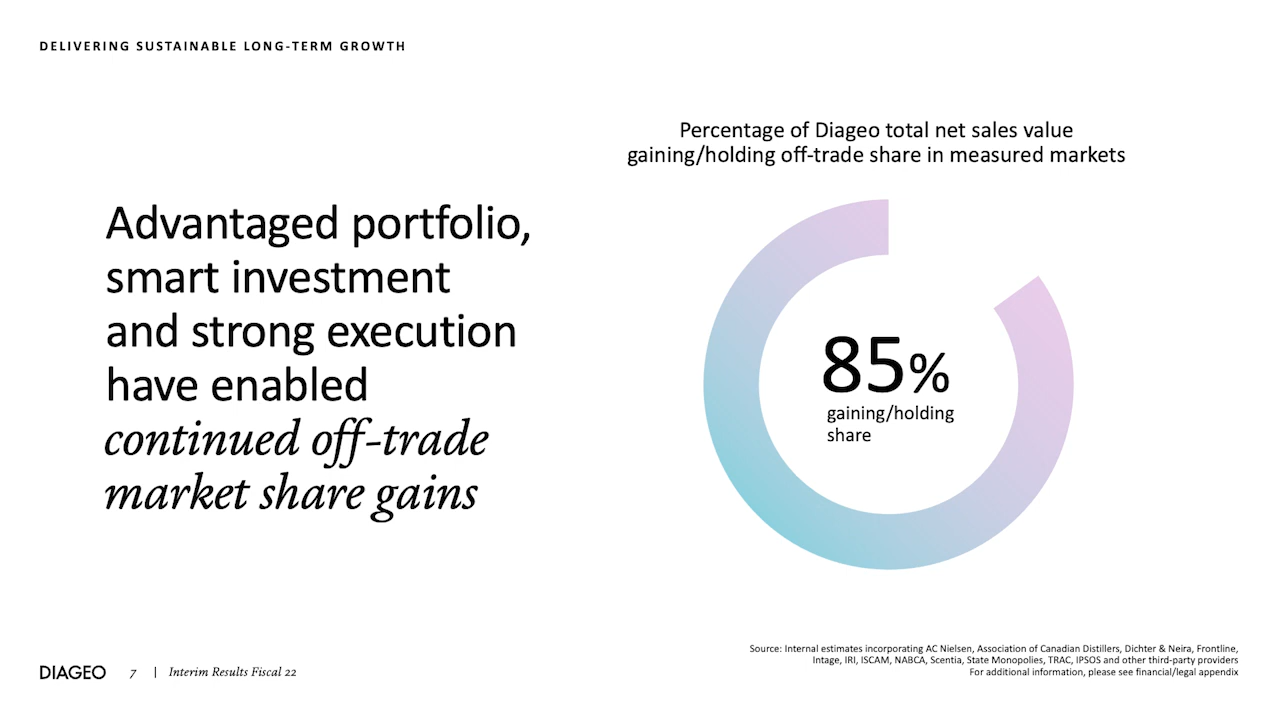 DELIVERING SUSTAINABLE LONG-TERM GROWTH
Advantaged portfolio,
smart investment
and strong execution
have enabled
continued off-trade
market share gains
Percentage of Diageo total net sales value
gaining/holding off-trade share in measured markets
85%
gaining/holding
share
Source: Internal estimates incorporating AC Nielsen, Association of Canadian Distillers, Dichter & Neira, Frontline,
Intage, IRI, ISCAM, NABCA, Scentia, State Monopolies, TRAC, IPSOS and other third-party providers
For additional information, please see financial/legal appendix
DIAGEO 7 | Interim Results Fiscal 22